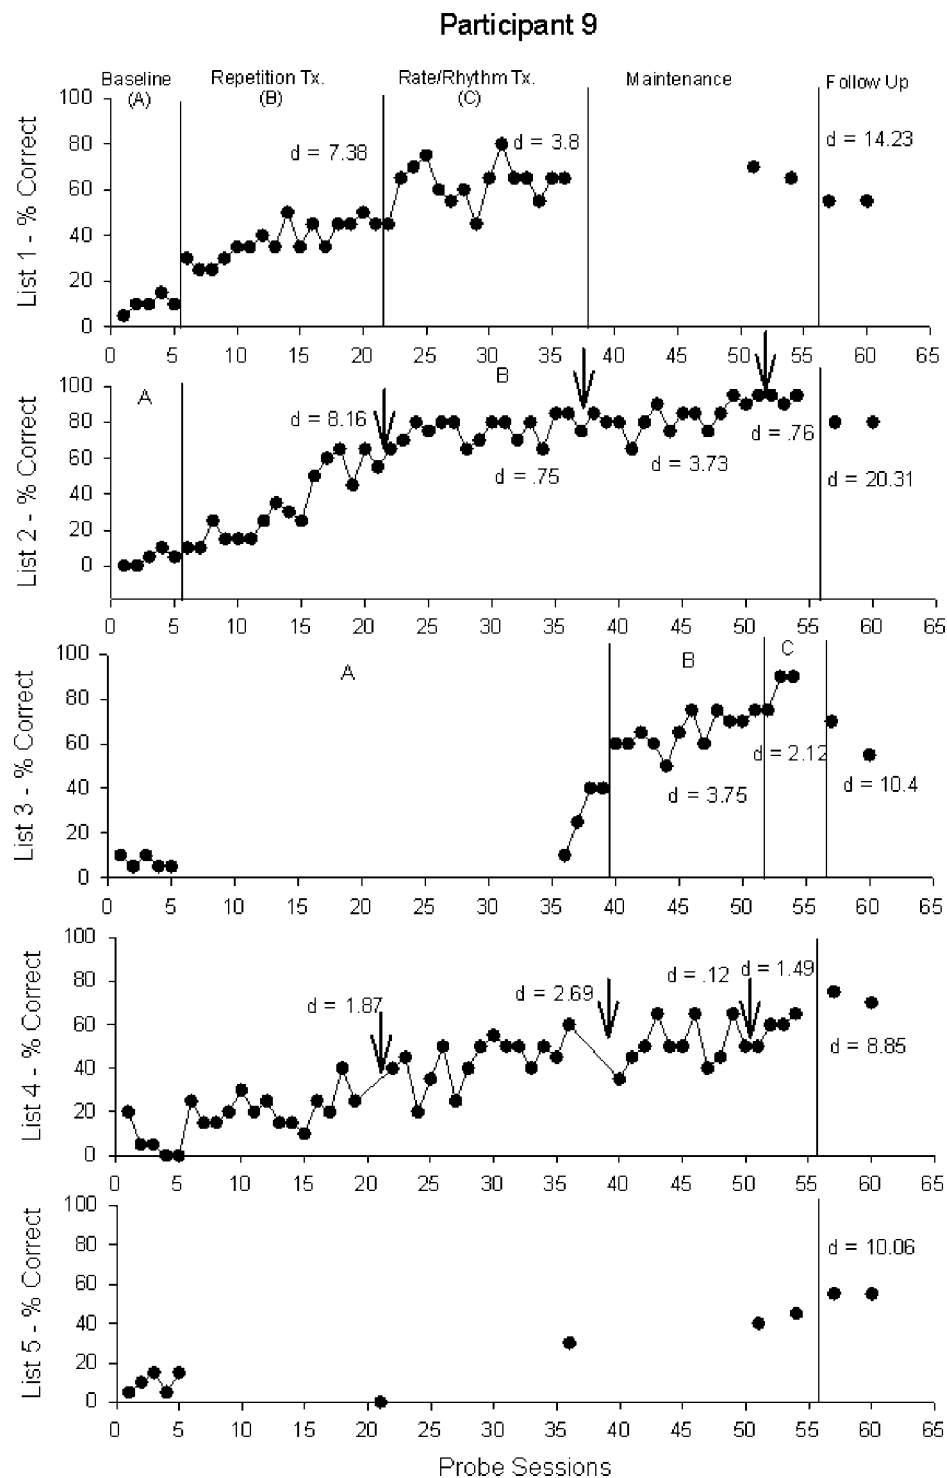 Participant 9
Baseline Repetition Tx. Rate/Rhythm Tx. Maintenance Follow Up
(A) (B) (C)
List 1 - % Correct
100
80
60
40
20
0
d = 7.38
d = 3.8
d = 14.23
0 5 10 15 20 25 30 35 40 45 50 55 60 65
List 2 - % Correct
100
80
60
40
20
0
A
B
d = 8.16
d = .75
d = 3.73
d = .76
d = 20.31
0 5 10 15 20 25 30 35 40 45 50 55 60 65
List 3 - % Correct
100
80
60
40
20
0
A
B
C
d = 3.75
d = 2.12
d = 10.4
0 5 10 15 20 25 30 35 40 45 50 55 60 65
List 4 - % Correct
100
80
60
40
20
0
d = 1.87
d = 2.69
d = .12
d = 1.49
d = 8.85
0 5 10 15 20 25 30 35 40 45 50 55 60 65
List 5 - % Correct
100
80
60
40
20
0
d = 10.06
0 5 10 15 20 25 30 35 40 45 50 55 60 65
Probe Sessions